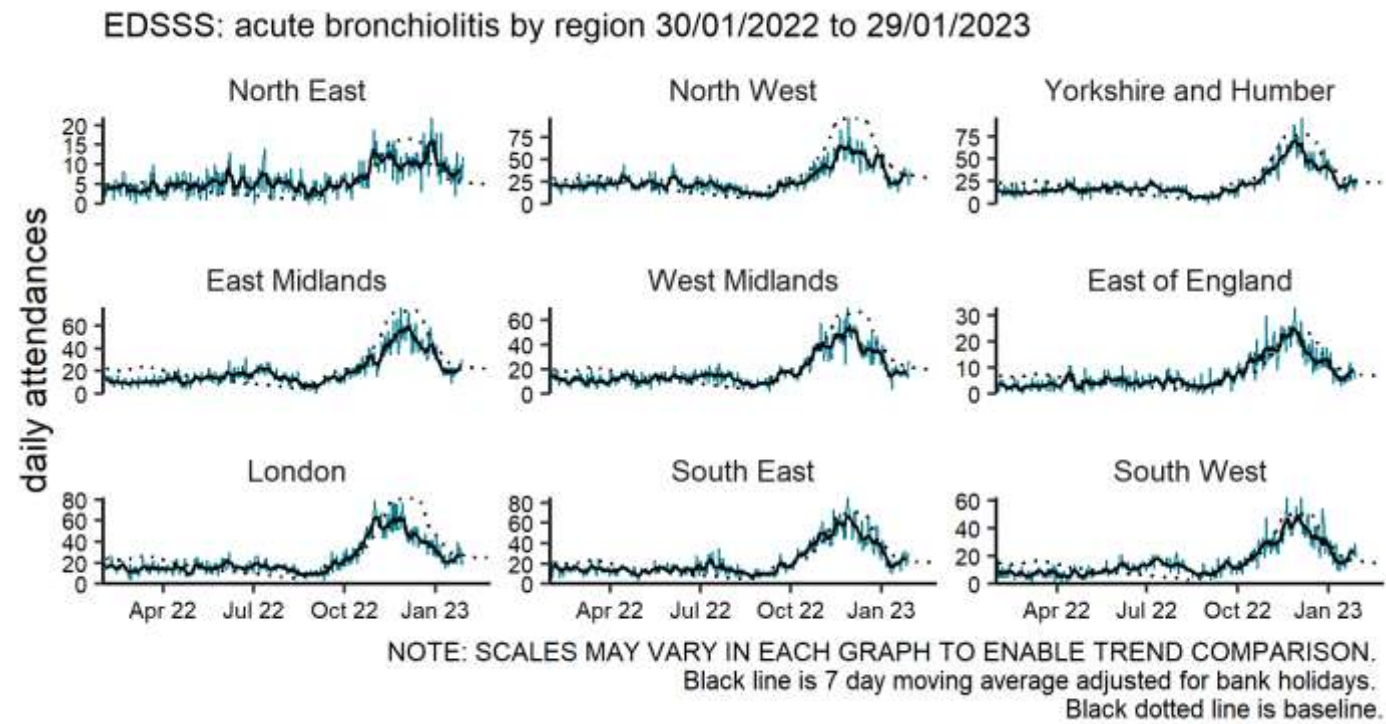 EDSSS: acute bronchiolitis by region 30/01/2022 to 29/01/2023
daily attendances
North East
20
15
10
5
0
North West
75
50
25
0
Yorkshire and Humber
75
50
25
0
East Midlands
60
40
20
0
West Midlands
60
40
20
0
East of England
30
20
10
0
London
80
60
40
20
0
Apr 22 Jul 22 Oct 22 Jan 23
South East
80
60
40
20
0
Apr 22 Jul 22 Oct 22 Jan 23
South West
60
40
20
0
Apr 22 Jul 22 Oct 22 Jan 23
NOTE: SCALES MAY VARY IN EACH GRAPH TO ENABLE TREND COMPARISON.
Black line is 7 day moving average adjusted for bank holidays.
Black dotted line is baseline.